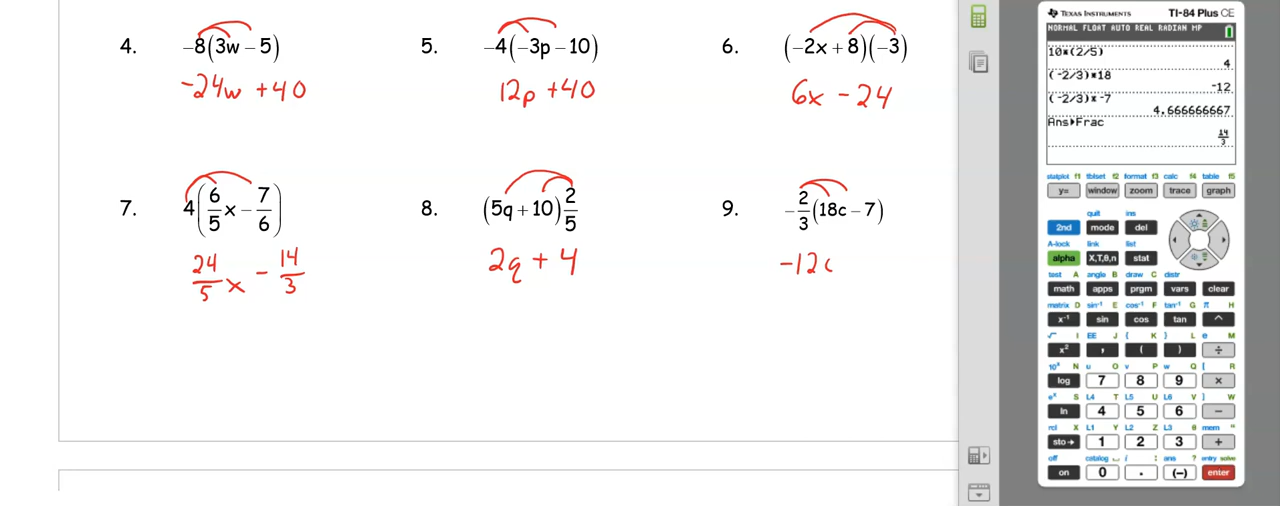 4. −8(3w − 5)
-24w +40
5. −4(−3p − 10)
12p +40
6. (−2x + 8)(−3)
6x - 24
7. 4(6/5 x − 7/6)
24/5 x - 14/3
8. (5q + 10) 2/5
2q + 4
9. −2/3 (18c − 7)
-12c
TEXAS INSTRUMENTS TI-84 Plus CE
NORMAL FLOAT AUTO REAL RADIAN MP
10*(2/5)
4
(-2/3)*18
-12
(-2/3)*-7
4.666666667
Ans▸Frac
14/3
statplot f1 tblset f2 format f3 calc f4 table f5
y= window zoom trace graph
quit ins
2nd mode del
A-lock link list
alpha X,T,θ,n stat
test A angle B draw C distr
math apps prgm vars clear
matrix D sin⁻¹ E cos⁻¹ F tan⁻¹ G π H
x⁻¹ sin cos tan ^
√ I EE J { K } L e M
x² , ( ) ÷
10ˣ N u O v P w Q [ R
log 7 8 9 ×
eˣ S L4 T L5 U L6 V ] W
ln 4 5 6 −
rcl X L1 Y L2 Z L3 θ mem "
sto→ 1 2 3 +
off catalog ␣ i : ans ? entry solve
on 0 . (−) enter